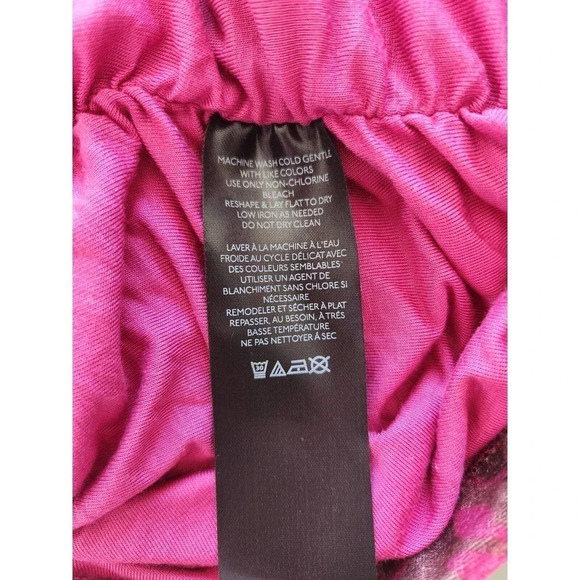 MACHINE WASH COLD GENTLE
WITH LIKE COLORS
USE ONLY NON-CHLORINE
BLEACH
RESHAPE & LAY FLAT TO DRY
LOW IRON AS NEEDED
DO NOT DRY CLEAN
LAVER À LA MACHINE À L'EAU
FROIDE AU CYCLE DÉLICAT AVEC
DES COULEURS SEMBLABLES
UTILISER UN AGENT DE
BLANCHIMENT SANS CHLORE SI
NÉCESSAIRE
REMODELER ET SÉCHER À PLAT
REPASSER, AU BESOIN, À TRÉS
BASSE TEMPÉRATURE
NE PAS NETTOYER Á SEC
30